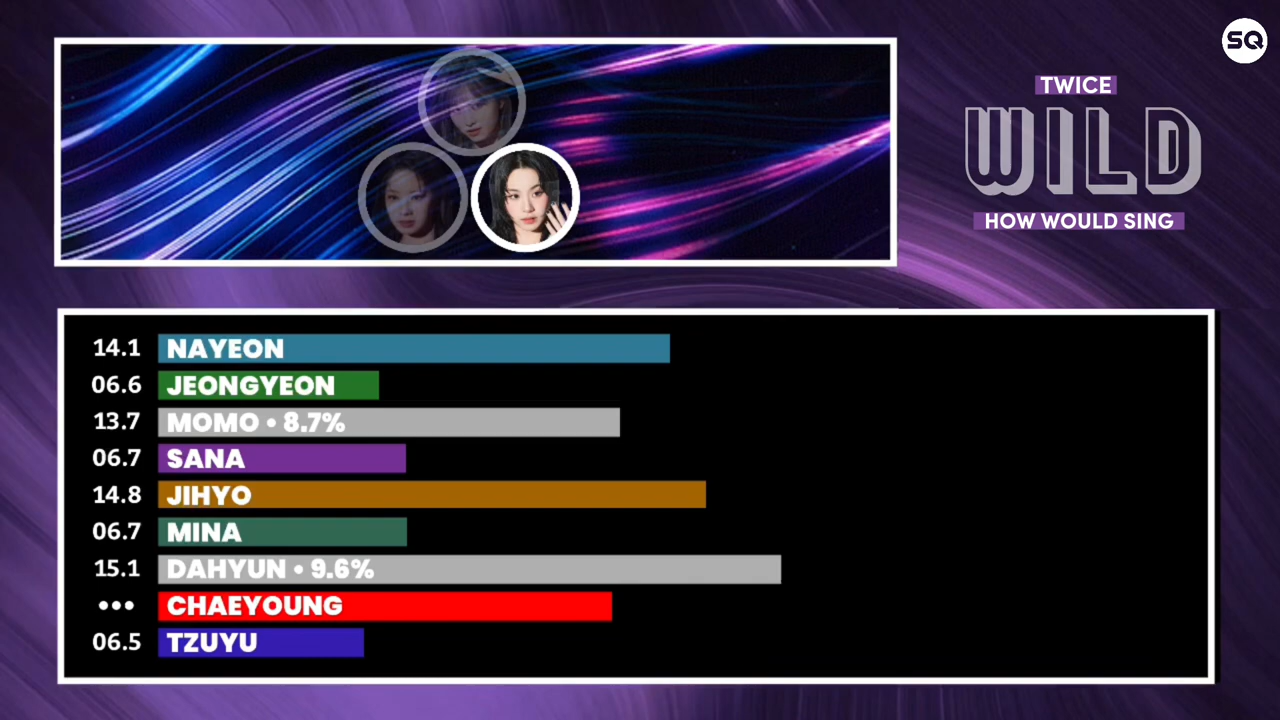 SQ
TWICE
WILD
HOW WOULD SING
14.1 NAYEON
06.6 JEONGYEON
13.7 MOMO • 8.7%
06.7 SANA
14.8 JIHYO
06.7 MINA
15.1 DAHYUN • 9.6%
••• CHAEYOUNG
06.5 TZUYU